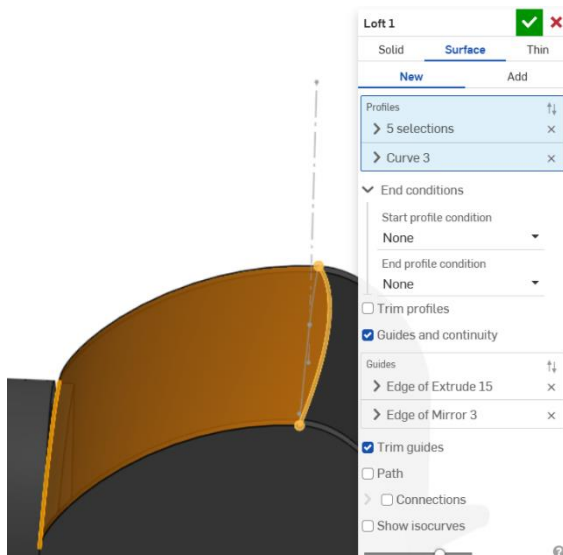 Loft 1
Solid Surface Thin
New Add
Profiles
5 selections
Curve 3
End conditions
Start profile condition
None
End profile condition
None
Trim profiles
Guides and continuity
Guides
Edge of Extrude 15
Edge of Mirror 3
Trim guides
Path
Connections
Show isocurves